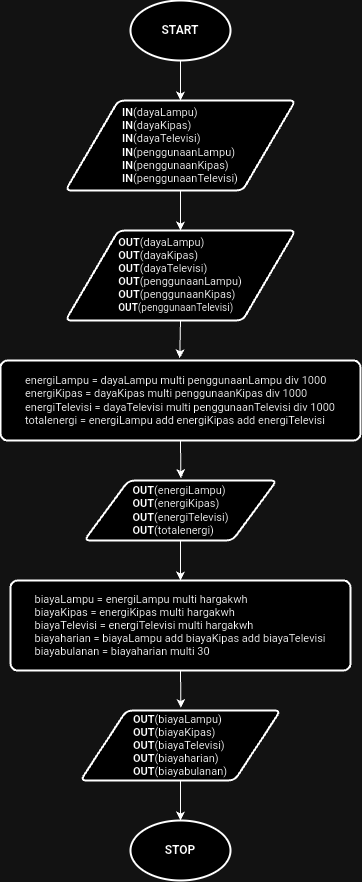 START
IN(dayaLampu)
IN(dayaKipas)
IN(dayaTelevisi)
IN(penggunaanLampu)
IN(penggunaanKipas)
IN(penggunaanTelevisi)
OUT(dayaLampu)
OUT(dayaKipas)
OUT(dayaTelevisi)
OUT(penggunaanLampu)
OUT(penggunaanKipas)
OUT(penggunaanTelevisi)
energiLampu = dayaLampu multi penggunaanLampu div 1000
energiKipas = dayaKipas multi penggunaanKipas div 1000
energiTelevisi = dayaTelevisi multi penggunaanTelevisi div 1000
totalenergi = energiLampu add energiKipas add energiTelevisi
OUT(energiLampu)
OUT(energiKipas)
OUT(energiTelevisi)
OUT(totalenergi)
biayaLampu = energiLampu multi hargakwh
biayaKipas = energiKipas multi hargakwh
biayaTelevisi = energiTelevisi multi hargakwh
biayaharian = biayaLampu add biayaKipas add biayaTelevisi
biayabulanan = biayaharian multi 30
OUT(biayaLampu)
OUT(biayaKipas)
OUT(biayaTelevisi)
OUT(biayaharian)
OUT(biayabulanan)
STOP